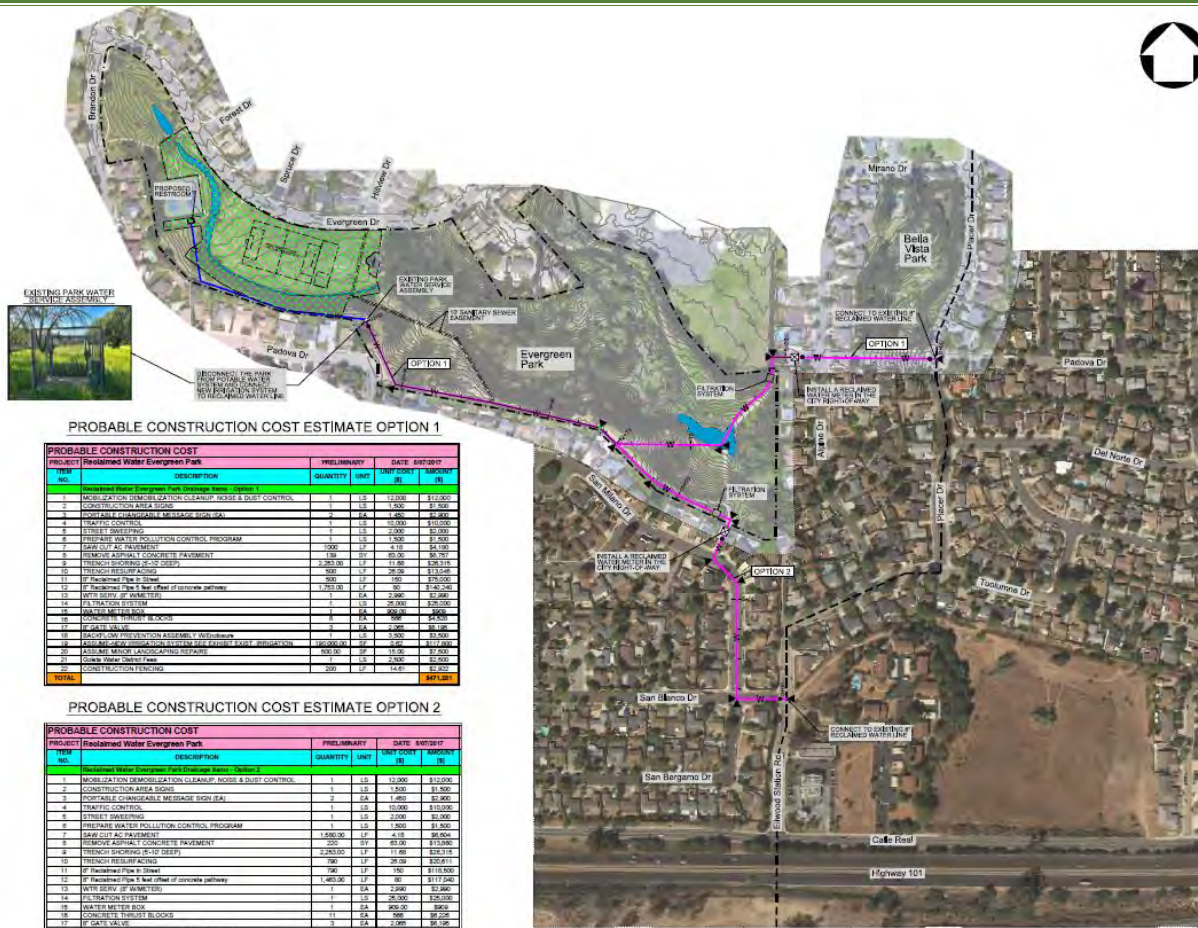 Brandon Dr
Forest Dr
Spruce Dr
Hillview Dr
Evergreen Dr
Mirano Dr
Placer Dr
Bella
Vista
Park
PROPOSED
RESTROOM
EXISTING PARK
WATER SERVICE
ASSEMBLY
10' SANITARY SEWER
EASEMENT
EXISTING PARK WATER
SERVICE ASSEMBLY
Padova Dr
DISCONNECT THE PARK
FROM POTABLE WATER
SYSTEM AND CONNECT
NEW IRRIGATION SYSTEM
TO RECLAIMED WATER LINE
OPTION 1
Evergreen
Park
CONNECT TO EXISTING 8"
RECLAIMED WATER LINE
OPTION 1
W
W
Padova Dr
FILTRATION
SYSTEM
INSTALL A RECLAIMED
WATER METER IN THE
CITY RIGHT-OF-WAY
Alpine Dr
Del Norte Dr
Placer Dr
San Milano Dr
FILTRATION
SYSTEM
INSTALL A RECLAIMED
WATER METER IN THE
CITY RIGHT-OF-WAY
OPTION 2
Tuolumne Dr
San Blanco Dr
W
CONNECT TO EXISTING 8"
RECLAIMED WATER LINE
San Bergamo Dr
Ellwood Station Rd
Calle Real
Highway 101
PROBABLE CONSTRUCTION COST ESTIMATE OPTION 1
PROBABLE CONSTRUCTION COST
PROJECT Reclaimed Water Evergreen Park PRELIMINARY DATE 6/07/2017
ITEM NO. DESCRIPTION QUANTITY UNIT UNIT COST [$] AMOUNT [$]
Reclaimed Water Evergreen Park Drainage Items - Option 1
1 MOBILIZATION DEMOBILIZATION CLEANUP, NOISE & DUST CONTROL 1 LS 12,000 $12,000
2 CONSTRUCTION AREA SIGNS 1 LS 1,500 $1,500
3 PORTABLE CHANGEABLE MESSAGE SIGN (EA) 2 EA 1,450 $2,900
4 TRAFFIC CONTROL 1 LS 10,000 $10,000
5 STREET SWEEPING 1 LS 2,000 $2,000
6 PREPARE WATER POLLUTION CONTROL PROGRAM 1 LS 1,500 $1,500
7 SAW CUT AC PAVEMENT 1000 LF 4.18 $4,180
8 REMOVE ASPHALT CONCRETE PAVEMENT 139 SY 63.00 $8,757
9 TRENCH SHORING (5'-10' DEEP) 2,253.00 LF 11.68 $26,315
10 TRENCH RESURFACING 500 LF 26.09 $13,045
11 8" Reclaimed Pipe in Street 500 LF 150 $75,000
12 8" Reclaimed Pipe 5 feet offset of concrete pathway 1,753.00 LF 80 $140,240
13 WTR SERV. (8" W/METER) 1 EA 2,990 $2,990
14 FILTRATION SYSTEM 1 LS 25,000 $25,000
15 WATER METER BOX 1 EA 909.00 $909
16 CONCRETE THRUST BLOCKS 8 EA 566 $4,528
17 8" GATE VALVE 3 EA 2,065 $6,195
18 BACKFLOW PREVENTION ASSEMBLY W/Enclosure 1 LS 3,500 $3,500
19 ASSUME-NEW IRRIGATION SYSTEM SEE EXHIBIT EXIST. IRRIGATION 190,000.00 SF 0.62 $117,800
20 ASSUME MINOR LANDSCAPING REPAIRS 500.00 SF 15.00 $7,500
21 Goleta Water District Fees 1 LS 2,500 $2,500
22 CONSTRUCTION FENCING 200 LF 14.61 $2,922
TOTAL $471,281
PROBABLE CONSTRUCTION COST ESTIMATE OPTION 2
PROBABLE CONSTRUCTION COST
PROJECT Reclaimed Water Evergreen Park PRELIMINARY DATE 6/07/2017
ITEM NO. DESCRIPTION QUANTITY UNIT UNIT COST [$] AMOUNT [$]
Reclaimed Water Evergreen Park Drainage Items - Option 2
1 MOBILIZATION DEMOBILIZATION CLEANUP, NOISE & DUST CONTROL 1 LS 12,000 $12,000
2 CONSTRUCTION AREA SIGNS 1 LS 1,500 $1,500
3 PORTABLE CHANGEABLE MESSAGE SIGN (EA) 2 EA 1,450 $2,900
4 TRAFFIC CONTROL 1 LS 10,000 $10,000
5 STREET SWEEPING 1 LS 2,000 $2,000
6 PREPARE WATER POLLUTION CONTROL PROGRAM 1 LS 1,500 $1,500
7 SAW CUT AC PAVEMENT 1,580.00 LF 4.18 $6,604
8 REMOVE ASPHALT CONCRETE PAVEMENT 220 SY 63.00 $13,860
9 TRENCH SHORING (5'-10' DEEP) 2,253.00 LF 11.68 $26,315
10 TRENCH RESURFACING 790 LF 26.09 $20,611
11 8" Reclaimed Pipe in Street 790 LF 150 $118,500
12 8" Reclaimed Pipe 5 feet offset of concrete pathway 1,463.00 LF 80 $117,040
13 WTR SERV. (8" W/METER) 1 EA 2,990 $2,990
14 FILTRATION SYSTEM 1 LS 25,000 $25,000
15 WATER METER BOX 1 EA 909.00 $909
16 CONCRETE THRUST BLOCKS 11 EA 566 $6,226
17 8" GATE VALVE 3 EA 2,065 $6,195